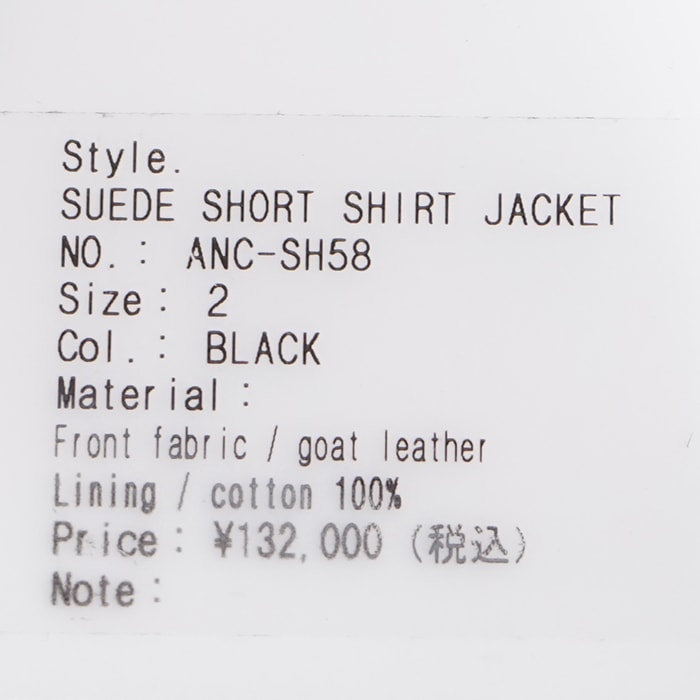 Style.
SUEDE SHORT SHIRT JACKET
NO.: ANC-SH58
Size: 2
Col.: BLACK
Material:
Front fabric / goat leather
Lining / cotton 100%
Price: ¥132,000 (税込)
Note: